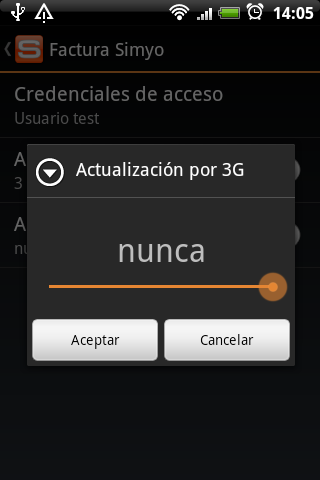 14:05
S Factura Simyo
Credenciales de acceso
Usuario test
A
3
A
nu
Actualización por 3G
nunca
Aceptar
Cancelar